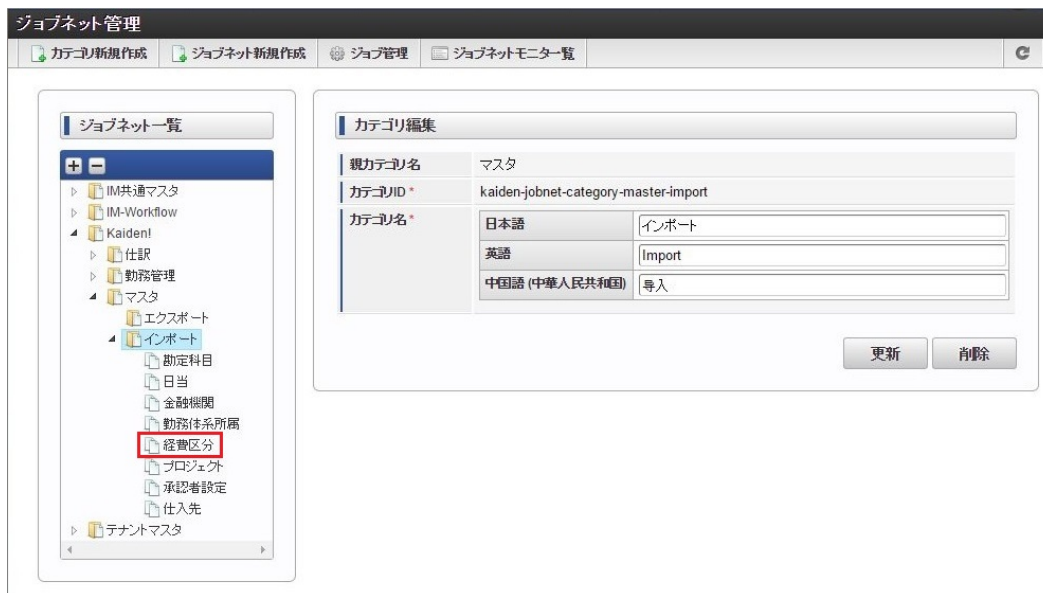 ジョブネット管理
カテゴリ新規作成 ジョブネット新規作成 ジョブ管理 ジョブネットモニター覧
ジョブネット一覧
IM共通マスタ
IM-Workflow
Kaiden!
仕訳
勤務管理
マスタ
エクスポート
インポート
勘定科目
日当
金融機関
勤務体系所属
経費区分
プロジェクト
承認者設定
仕入先
テナントマスタ
カテゴリ編集
親カテゴリ名 マスタ
カテゴリID * kaiden-jobnet-category-master-import
カテゴリ名 *
日本語 インポート
英語 Import
中国語 (中華人民共和国) 导入
更新 削除